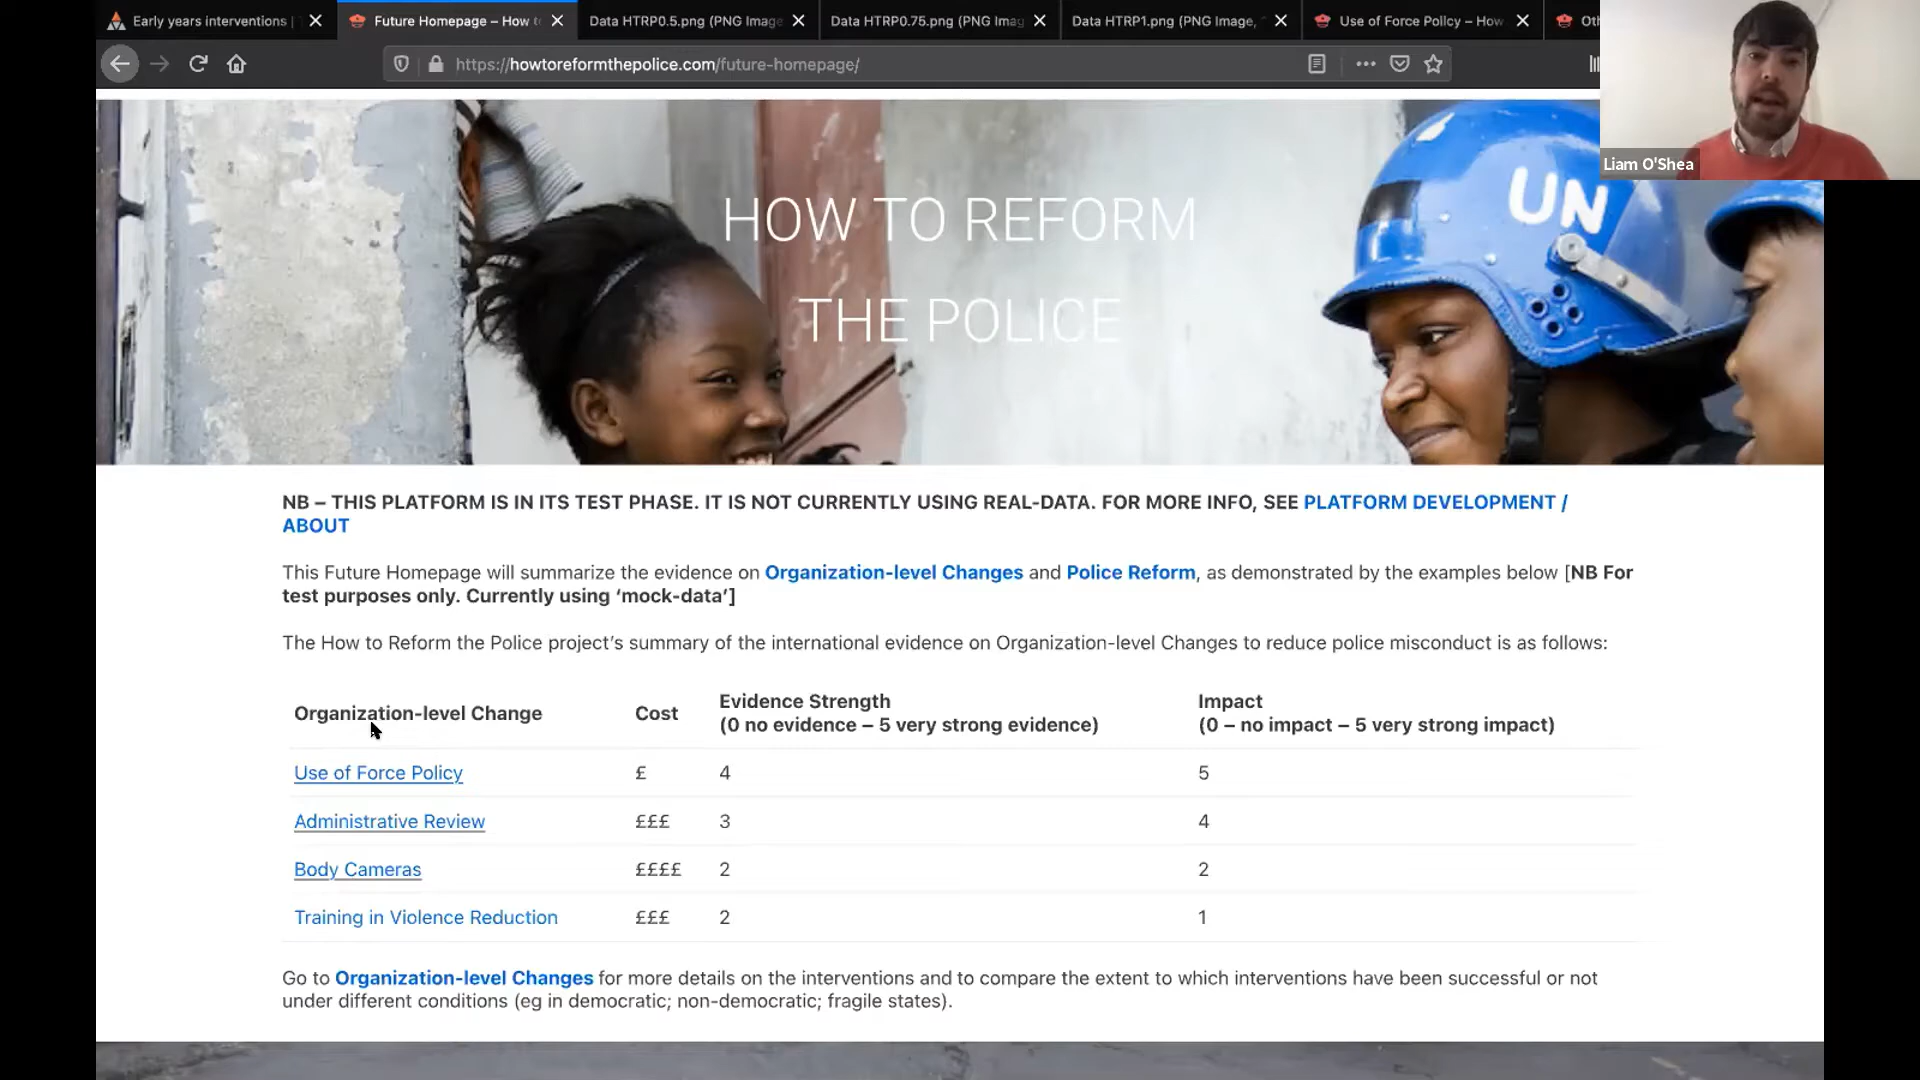 Early years interventions |
Future Homepage – How to
Data HTRP0.5.png (PNG Image
Data HTRP0.75.png (PNG Imag
Data HTRP1.png (PNG Image,
Use of Force Policy – How
Oth
https://howtoreformthepolice.com/future-homepage/
Liam O'Shea
UN
HOW TO REFORM
THE POLICE
NB – THIS PLATFORM IS IN ITS TEST PHASE. IT IS NOT CURRENTLY USING REAL-DATA. FOR MORE INFO, SEE PLATFORM DEVELOPMENT /
ABOUT
This Future Homepage will summarize the evidence on Organization-level Changes and Police Reform, as demonstrated by the examples below [NB For
test purposes only. Currently using ‘mock-data’]
The How to Reform the Police project’s summary of the international evidence on Organization-level Changes to reduce police misconduct is as follows:
Organization-level Change Cost Evidence Strength (0 no evidence – 5 very strong evidence) Impact (0 – no impact – 5 very strong impact)
Use of Force Policy £ 4 5
Administrative Review £££ 3 4
Body Cameras ££££ 2 2
Training in Violence Reduction £££ 2 1
Go to Organization-level Changes for more details on the interventions and to compare the extent to which interventions have been successful or not
under different conditions (eg in democratic; non-democratic; fragile states).